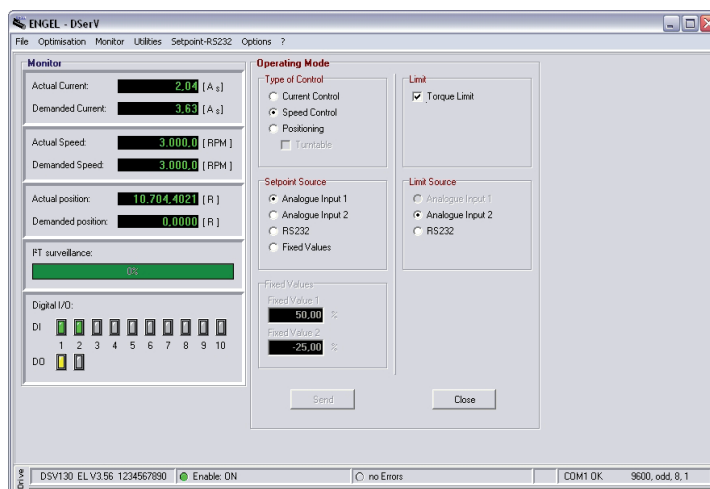 ENGEL - DSerV
File Optimisation Monitor Utilities Setpoint-RS232 Options ?
Monitor
Actual Current: 2,04 [A s]
Demanded Current: 3,63 [A s]
Actual Speed: 3.000,0 [RPM]
Demanded Speed: 3.000,0 [RPM]
Actual position: 10.704,4021 [R]
Demanded position: 0,0000 [R]
I²T surveillance:
0%
Digital I/O:
DI
1 2 3 4 5 6 7 8 9 10
DO
Operating Mode
Type of Control
Current Control
Speed Control
Positioning
Turntable
Limit
Torque Limit
Setpoint Source
Analogue Input 1
Analogue Input 2
RS232
Fixed Values
Limit Source
Analogue Input 1
Analogue Input 2
RS232
Fixed Values
Fixed Value 1
50,00 %
Fixed Value 2
-25,00 %
Send
Close
Drive
DSV130 EL V3.56 1234567890
Enable: ON
no Errors
COM1 OK
9600, odd, 8, 1